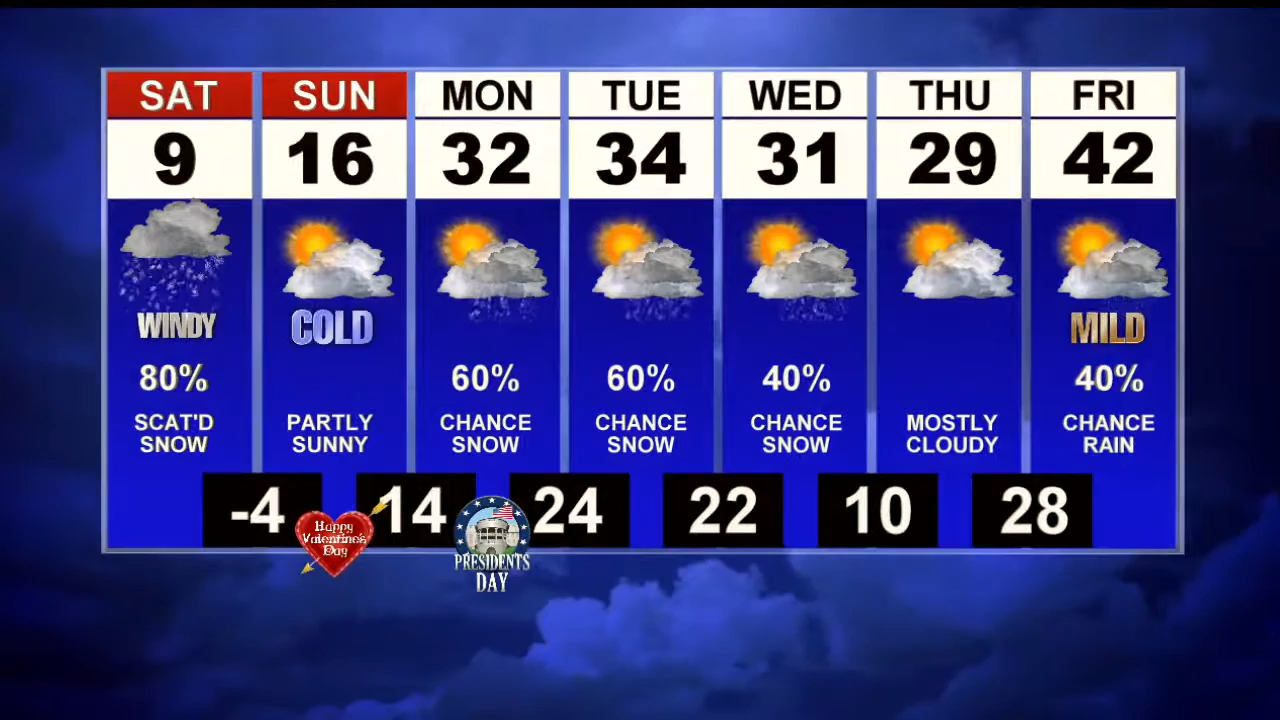 SAT SUN MON TUE WED THU FRI
9 16 32 34 31 29 42
WINDY COLD MILD
80% 60% 60% 40% 40%
SCAT'D PARTLY CHANCE CHANCE CHANCE MOSTLY CHANCE
SNOW SUNNY SNOW SNOW SNOW CLOUDY RAIN
-4 14 24 22 10 28
Happy
Valentine's
Day
PRESIDENTS
DAY